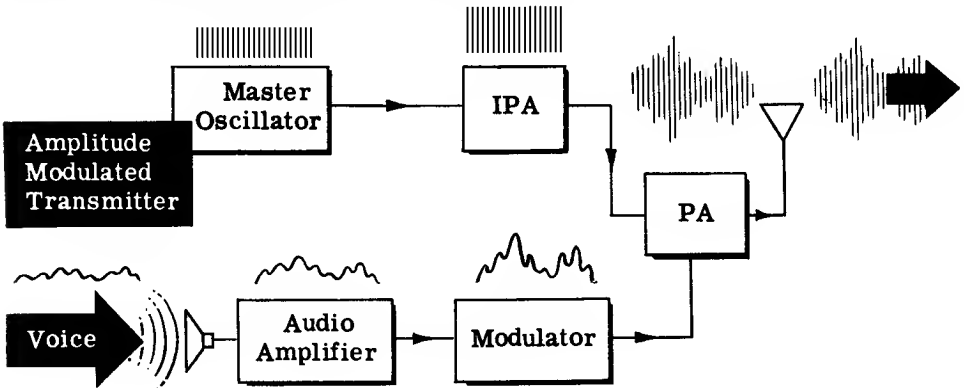 Master
Oscillator
IPA
Amplitude
Modulated
Transmitter
PA
Voice
Audio
Amplifier
Modulator